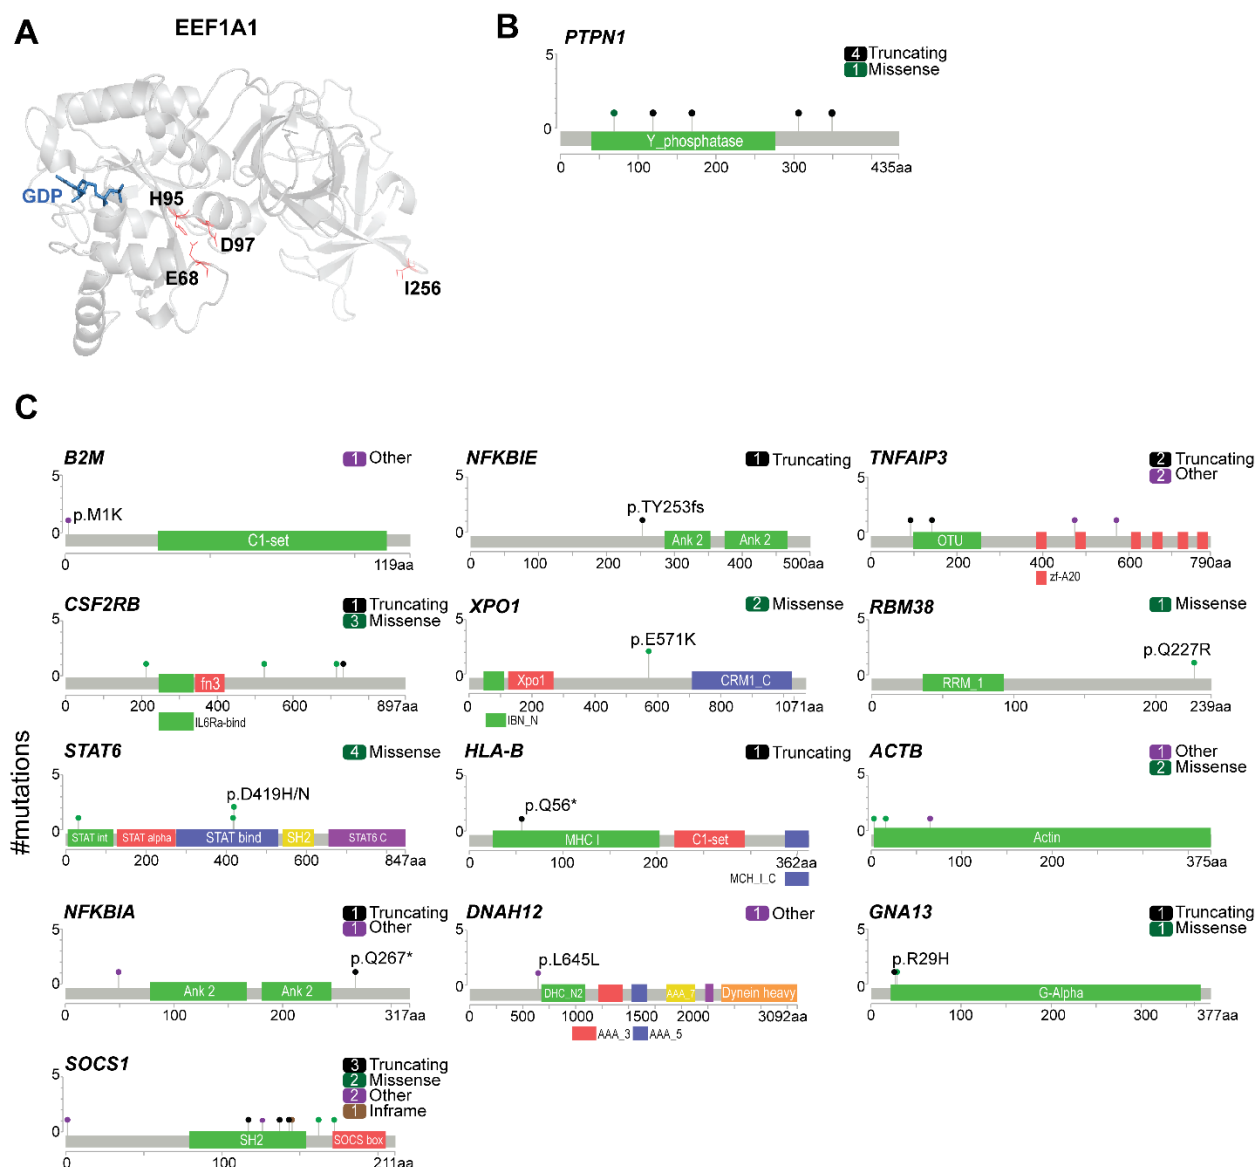 A
EEF1A1
GDP
H95
D97
E68
I256
B
PTPN1
4 Truncating
1 Missense
5
0
Y_phosphatase
0 100 200 300 435aa
C
#mutations
B2M
1 Other
5
0
p.M1K
C1-set
0 119aa
NFKBIE
1 Truncating
5
0
p.TY253fs
Ank 2 Ank 2
0 100 200 300 400 500aa
TNFAIP3
2 Truncating
2 Other
5
0
OTU
0 200 400 600 790aa
zf-A20
CSF2RB
1 Truncating
3 Missense
5
0
fn3
0 200 400 600 897aa
IL6Ra-bind
XPO1
2 Missense
5
0
p.E571K
Xpo1 CRM1_C
0 200 400 600 800 1071aa
IBN_N
RBM38
1 Missense
5
0
p.Q227R
RRM_1
0 100 200 239aa
STAT6
4 Missense
5
0
p.D419H/N
STAT int STAT alpha STAT bind SH2 STAT6 C
0 200 400 600 847aa
HLA-B
1 Truncating
5
0
p.Q56*
MHC I C1-set
0 100 200 362aa
MCH_I_C
ACTB
1 Other
2 Missense
5
0
Actin
0 100 200 375aa
NFKBIA
1 Truncating
1 Other
5
0
p.Q267*
Ank 2 Ank 2
0 100 200 317aa
DNAH12
1 Other
5
0
p.L645L
DHC_N2 AAA_7 Dynein heavy
0 500 1000 1500 2000 3092aa
AAA_3 AAA_5
GNA13
1 Truncating
1 Missense
5
0
p.R29H
G-Alpha
0 100 200 377aa
SOCS1
3 Truncating
2 Missense
2 Other
1 Inframe
5
0
SH2 SOCS box
0 100 211aa